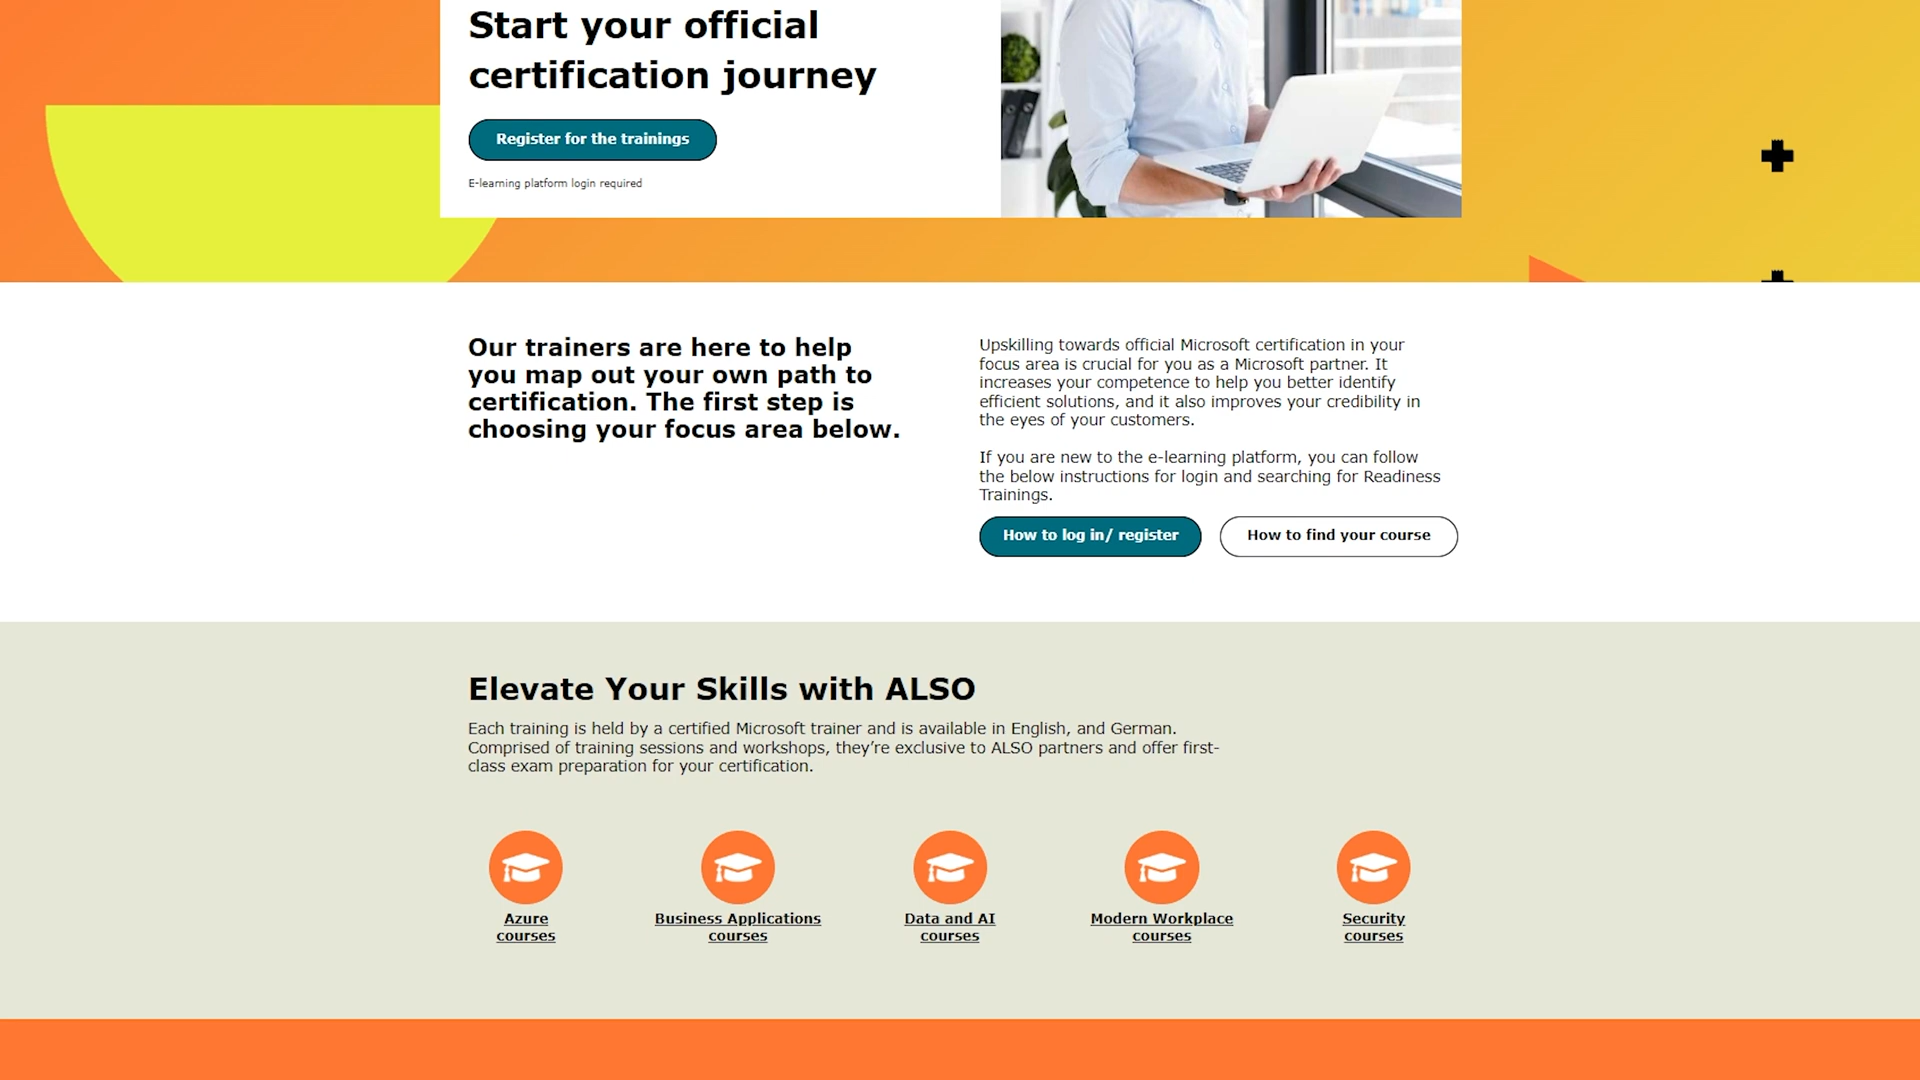 Start your official
certification journey
Register for the trainings
E-learning platform login required
Our trainers are here to help
you map out your own path to
certification. The first step is
choosing your focus area below.
Upskilling towards official Microsoft certification in your
focus area is crucial for you as a Microsoft partner. It
increases your competence to help you better identify
efficient solutions, and it also improves your credibility in
the eyes of your customers.
If you are new to the e-learning platform, you can follow
the below instructions for login and searching for Readiness
Trainings.
How to log in/ register
How to find your course
Elevate Your Skills with ALSO
Each training is held by a certified Microsoft trainer and is available in English, and German.
Comprised of training sessions and workshops, they’re exclusive to ALSO partners and offer first-
class exam preparation for your certification.
Azure
courses
Business Applications
courses
Data and AI
courses
Modern Workplace
courses
Security
courses